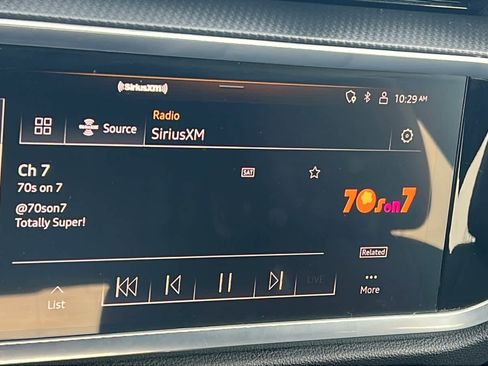 ((SiriusXM))
10:29 AM
Source
Radio
SiriusXM
Ch 7
SAT
70s on 7
@70son7
Totally Super!
70s on 7
Related
List
LIVE
More